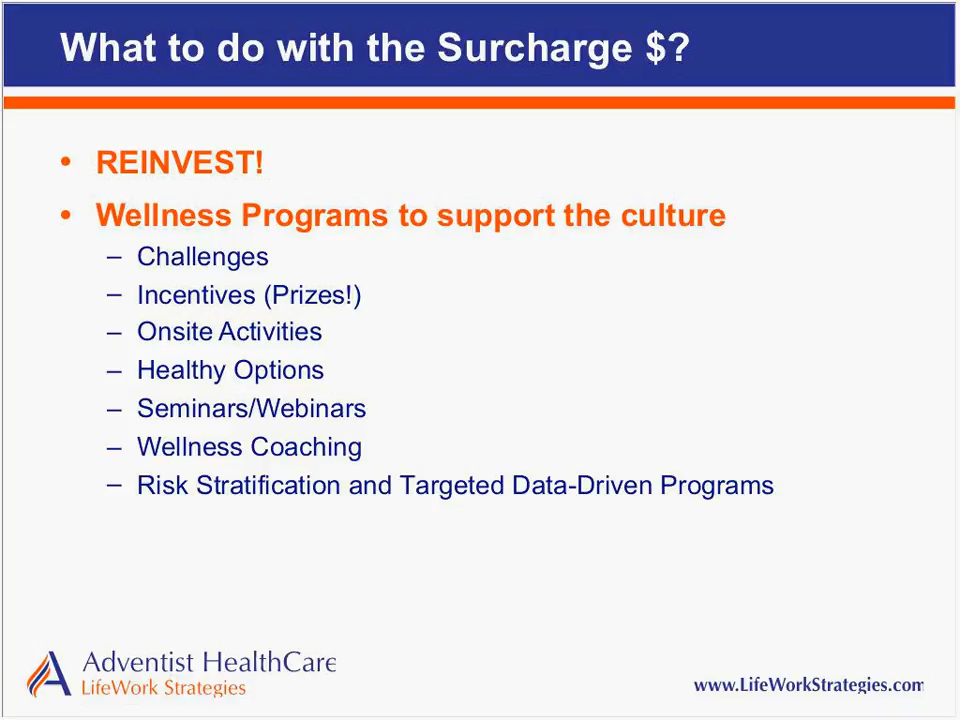 What to do with the Surcharge $?
• REINVEST!
• Wellness Programs to support the culture
– Challenges
– Incentives (Prizes!)
– Onsite Activities
– Healthy Options
– Seminars/Webinars
– Wellness Coaching
– Risk Stratification and Targeted Data-Driven Programs
Adventist HealthCare
LifeWork Strategies
www.LifeWorkStrategies.com